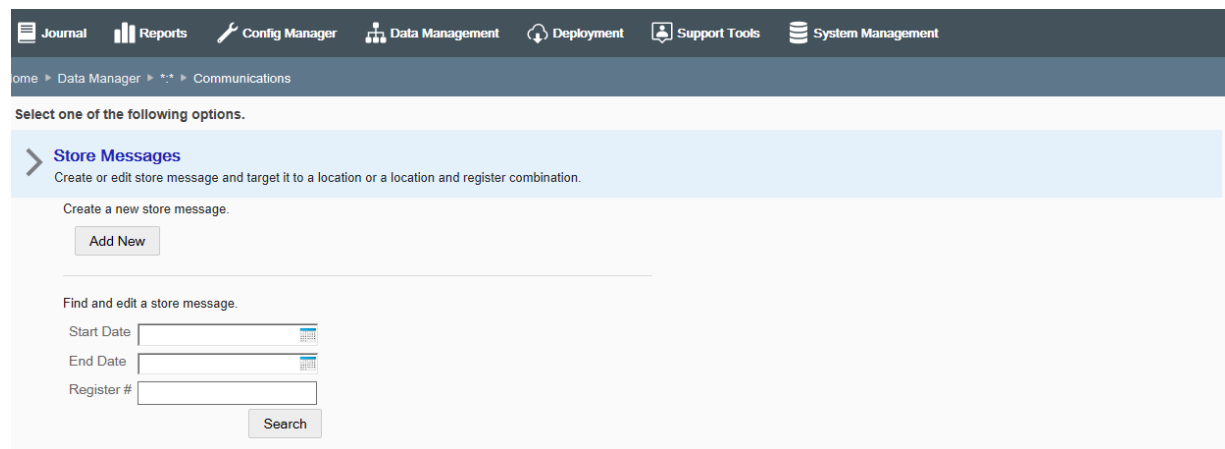 Journal Reports Config Manager Data Management Deployment Support Tools System Management
ome ▸ Data Manager ▸ *:* ▸ Communications
Select one of the following options.
Store Messages
Create or edit store message and target it to a location or a location and register combination.
Create a new store message.
Add New
Find and edit a store message.
Start Date
End Date
Register #
Search